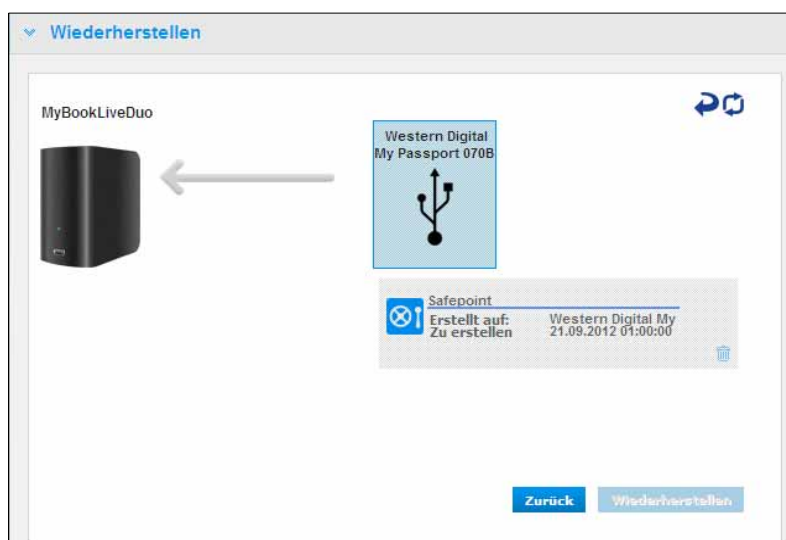 Wiederherstellen
MyBookLiveDuo
Western Digital
My Passport 070B
Safepoint
Erstellt auf: Western Digital My
Zu erstellen 21.09.2012 01:00:00
Zurück Wiederherstellen